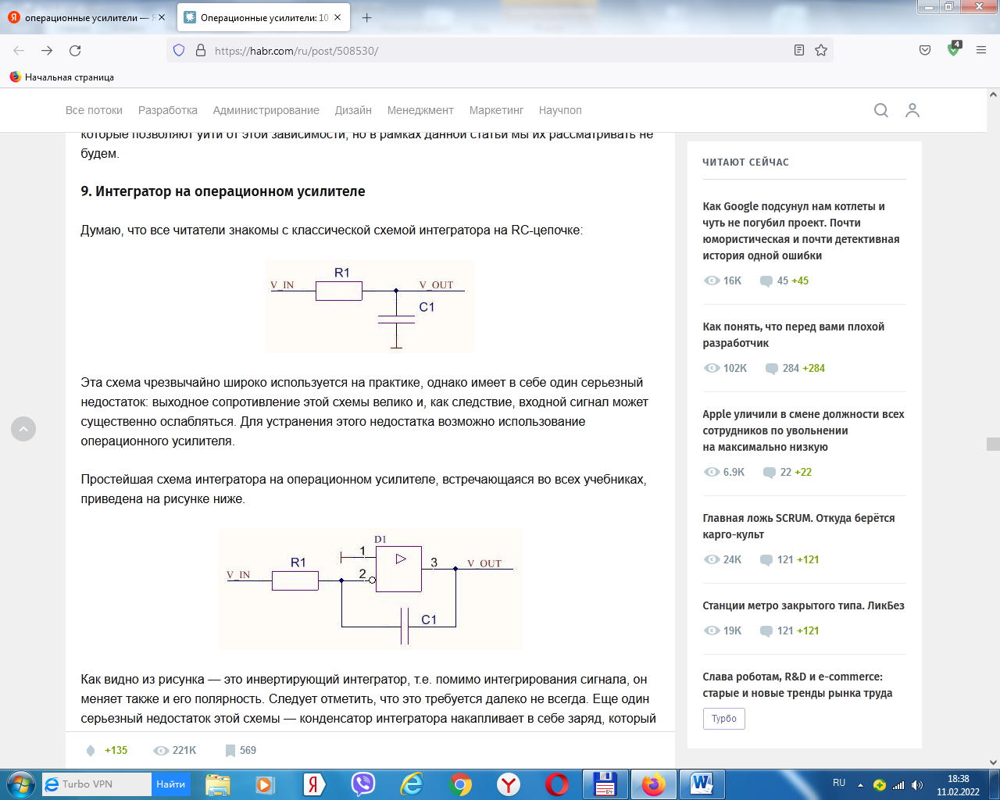 операционные усилители — Я
Операционные усилители: 10
https://habr.com/ru/post/508530/
4
Начальная страница
Все потоки Разработка Администрирование Дизайн Менеджмент Маркетинг Научпоп
которые позволяют уйти от этой зависимости, но в рамках данной статьи мы их рассматривать не
будем.
9. Интегратор на операционном усилителе
Думаю, что все читатели знакомы с классической схемой интегратора на RC-цепочке:
R1
V_IN
V_OUT
C1
Эта схема чрезвычайно широко используется на практике, однако имеет в себе один серьезный
недостаток: выходное сопротивление этой схемы велико и, как следствие, входной сигнал может
существенно ослабляться. Для устранения этого недостатка возможно использование
операционного усилителя.
Простейшая схема интегратора на операционном усилителе, встречающаяся во всех учебниках,
приведена на рисунке ниже.
D1
1
R1
3
V_OUT
V_IN
2
C1
Как видно из рисунка — это инвертирующий интегратор, т.е. помимо интегрирования сигнала, он
меняет также и его полярность. Следует отметить, что это требуется далеко не всегда. Еще один
серьезный недостаток этой схемы — конденсатор интегратора накапливает в себе заряд, который
+135 221K 569
ЧИТАЮТ СЕЙЧАС
Как Google подсунул нам котлеты и
чуть не погубил проект. Почти
юмористическая и почти детективная
история одной ошибки
16K 45 +45
Как понять, что перед вами плохой
разработчик
102K 284 +284
Apple уличили в смене должности всех
сотрудников по увольнении
на максимально низкую
6.9K 22 +22
Главная ложь SCRUM. Откуда берётся
карго-культ
24K 121 +121
Станции метро закрытого типа. ЛикБез
19K 121 +121
Слава роботам, R&D и e-commerce:
старые и новые тренды рынка труда
Турбо
Turbo VPN Найти
64
RU
18:38
11.02.2022